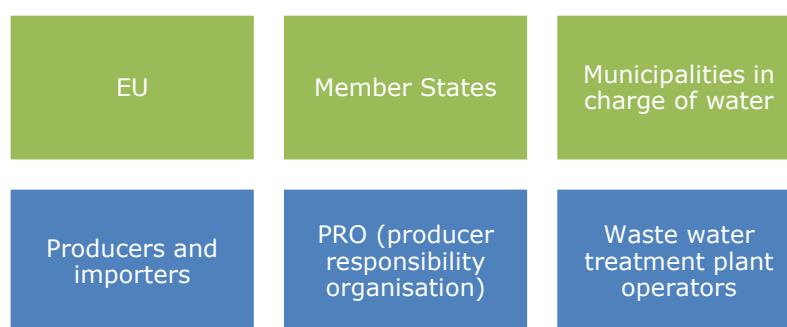 EU
Member States
Municipalities in
charge of water
Producers and
importers
PRO (producer
responsibility
organisation)
Waste water
treatment plant
operators